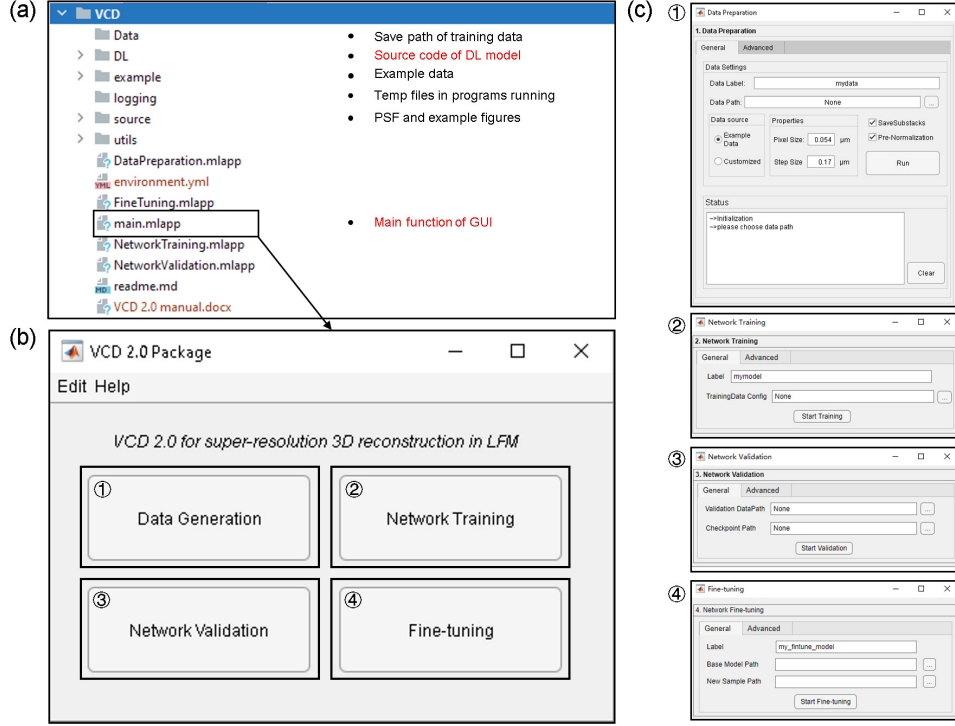 (a)
VCD
Data
• Save path of training data
DL
• Source code of DL model
example
• Example data
logging
• Temp files in programs running
source
• PSF and example figures
utils
DataPreparation.mlapp
YML environment.yml
FineTuning.mlapp
main.mlapp
• Main function of GUI
NetworkTraining.mlapp
NetworkValidation.mlapp
MD readme.md
VCD 2.0 manual.docx
(b)
VCD 2.0 Package
Edit Help
VCD 2.0 for super-resolution 3D reconstruction in LFM
① Data Generation
② Network Training
③ Network Validation
④ Fine-tuning
(c)
① Data Preparation
1. Data Preparation
General Advanced
Data Settings
Data Label: mydata
Data Path: None ...
Data source
Example Data
Customized
Properties
Pixel Size: 0.054 μm
Step Size 0.17 μm
SaveSubstacks
Pre-Normalization
Run
Status
-->Initialization
-->please choose data path
Clear
② Network Training
2. Network Training
General Advanced
Label mymodel
TrainingData Config None ...
Start Training
③ Network Validation
3. Network Validation
General Advanced
Validation DataPath None ...
Checkpoint Path None ...
Start Validation
④ Fine-tuning
4. Network Fine-tuning
General Advanced
Label my_fintune_model
Base Model Path ...
New Sample Path ...
Start Fine-tuning